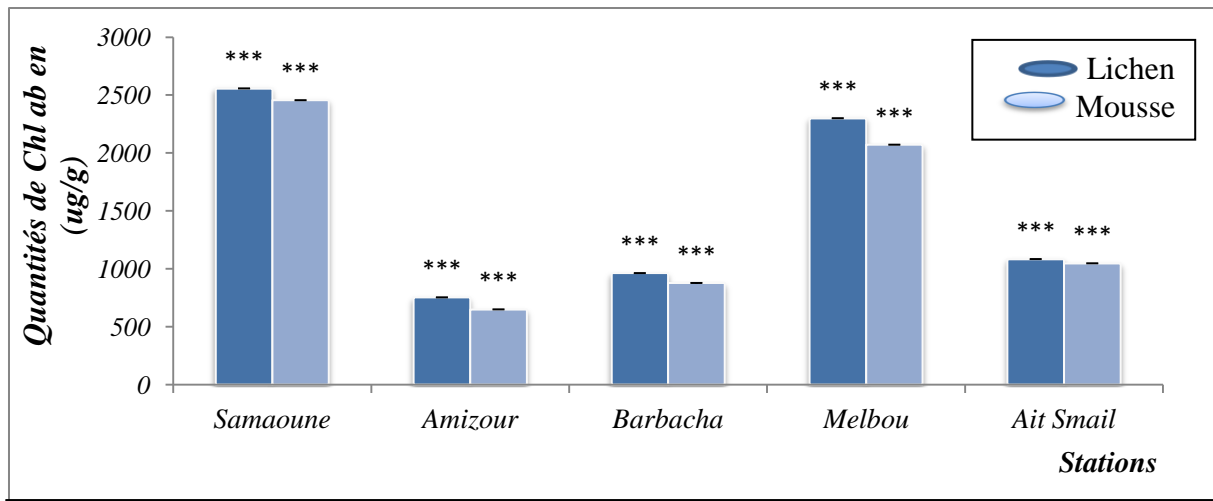 Quantités de Chl ab en
(ug/g)
3000
2500
2000
1500
1000
500
0
*** ***
*** ***
*** ***
*** ***
*** ***
Lichen
Mousse
Samaoune
Amizour
Barbacha
Melbou
Ait Smail
Stations